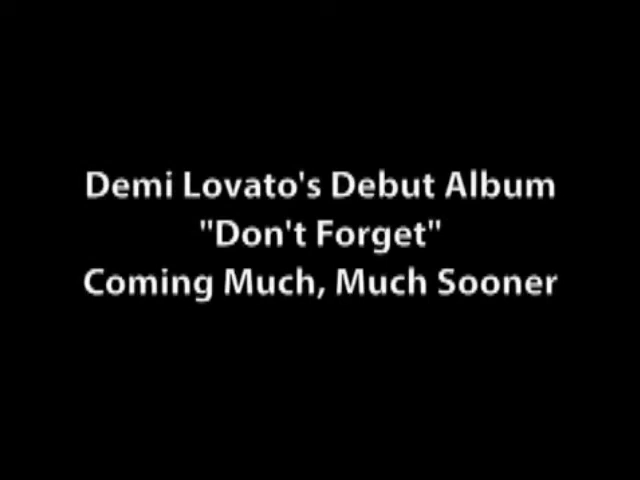 Demi Lovato's Debut Album
"Don't Forget"
Coming Much, Much Sooner